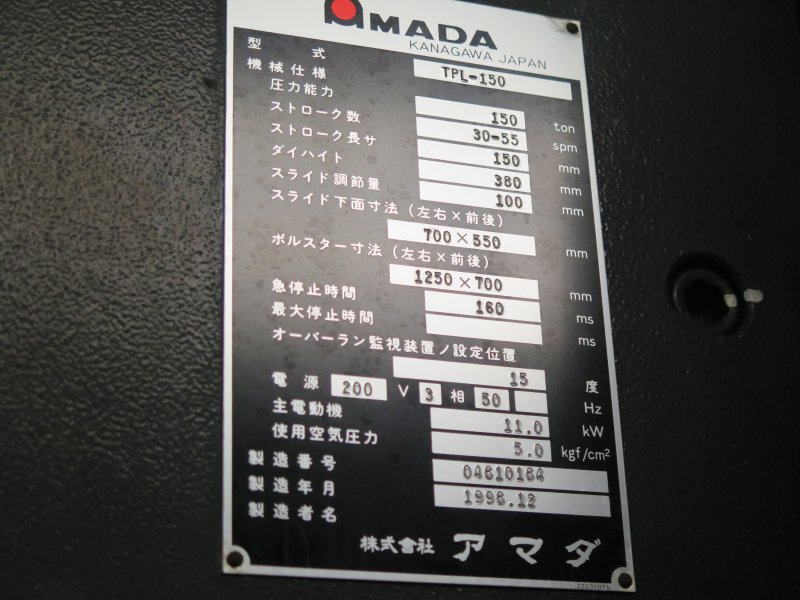 AMADA
KANAGAWA JAPAN
型式 TPL-150
機械仕様
圧力能力 150 ton
ストローク数 30-55 spm
ストローク長サ 150 mm
ダイハイト 380 mm
スライド調節量 100 mm
スライド下面寸法(左右×前後)
700×550 mm
ボルスター寸法(左右×前後)
1250×700 mm
急停止時間 160 ms
最大停止時間 ms
オーバーラン監視装置ノ設定位置
15 度
電源 200 V 3 相 50 Hz
主電動機 11.0 kW
使用空気圧力 5.0 kgf/cm²
製造番号 04610164
製造年月 1996.12
製造者名
株式会社 アマダ